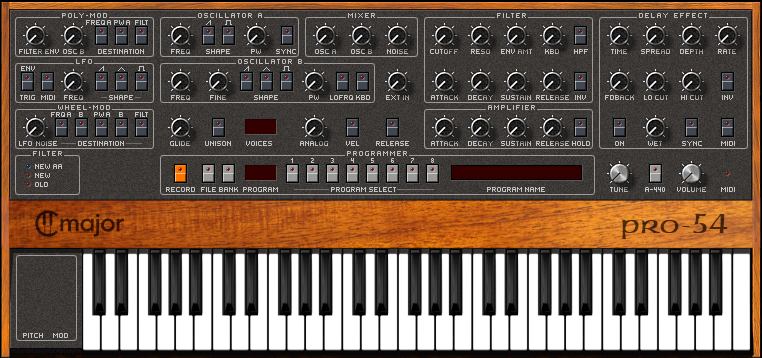 POLY-MOD
FREQA PWA FILT
FILTER ENV OSC B DESTINATION
OSCILLATOR A
FREQ SHAPE PW SYNC
MIXER
OSC A OSC B NOISE
FILTER
CUTOFF RESO ENV AMT KBD HPF
ATTACK DECAY SUSTAIN RELEASE INV
DELAY EFFECT
TIME SPREAD DEPTH RATE
FDBACK LO CUT HI CUT INV
ON WET SYNC MIDI
LFO
ENV
TRIG MIDI FREQ SHAPE
OSCILLATOR B
FREQ FINE SHAPE PW LOFRQ KBD
EXT IN
WHEEL-MOD
FRQA B PWA B FILT
LFO NOISE DESTINATION
GLIDE UNISON VOICES ANALOG VEL RELEASE
AMPLIFIER
ATTACK DECAY SUSTAIN RELEASE HOLD
FILTER
NEW AA
NEW
OLD
PROGRAMMER
1 2 3 4 5 6 7 8
RECORD FILE BANK PROGRAM PROGRAM SELECT PROGRAM NAME
TUNE A-440 VOLUME MIDI
major
pro-54
PITCH MOD